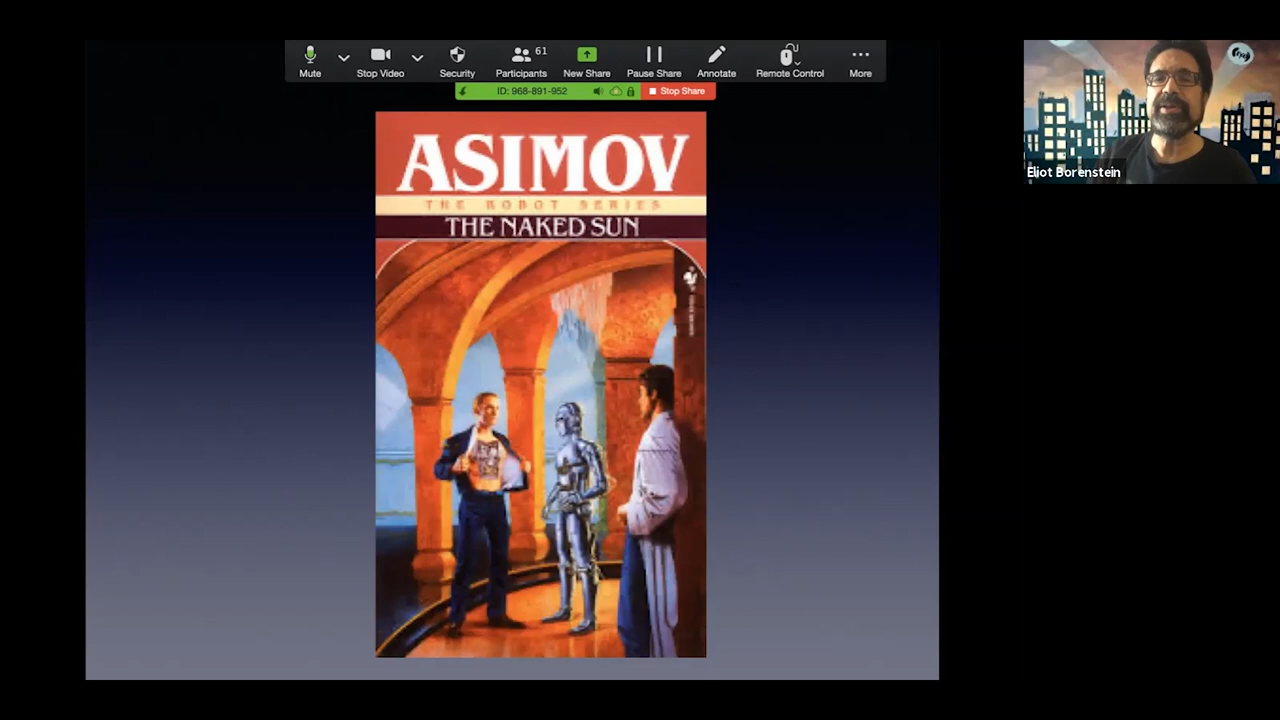 61
Mute
Stop Video
Security
Participants
New Share
Pause Share
Annotate
Remote Control
More
ID: 968-891-952
Stop Share
ASIMOV
THE ROBOT SERIES
THE NAKED SUN
Eliot Borenstein